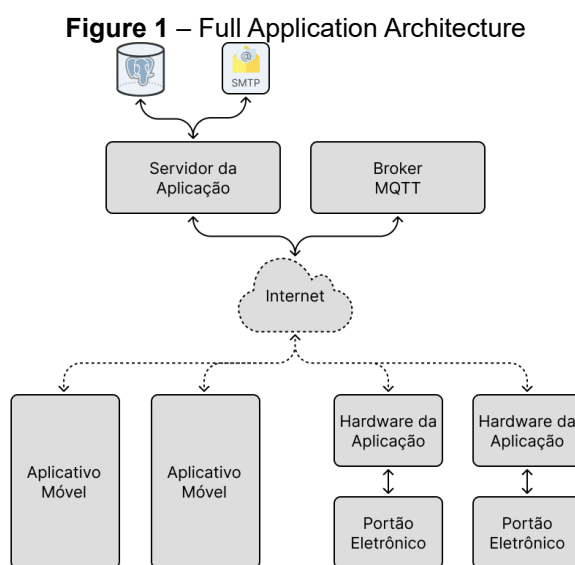 Figure 1 – Full Application Architecture
@
SMTP
Servidor da
Aplicação
Broker
MQTT
Internet
Aplicativo
Móvel
Aplicativo
Móvel
Hardware da
Aplicação
Hardware da
Aplicação
Portão
Eletrônico
Portão
Eletrônico